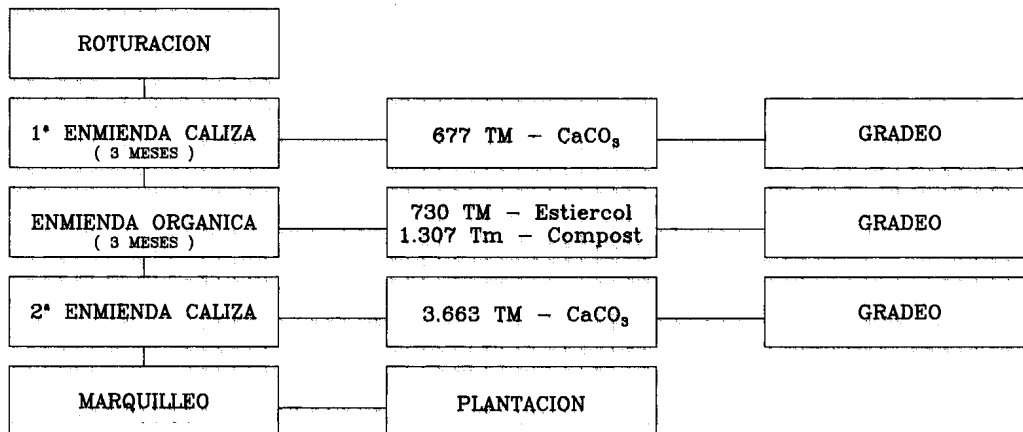 ROTURACION
1ª ENMIENDA CALIZA
( 3 MESES )
677 TM – CaCO₃
GRADEO
ENMIENDA ORGANICA
( 3 MESES )
730 TM – Estiercol
1.307 Tm – Compost
GRADEO
2ª ENMIENDA CALIZA
3.663 TM – CaCO₃
GRADEO
MARQUILLEO
PLANTACION